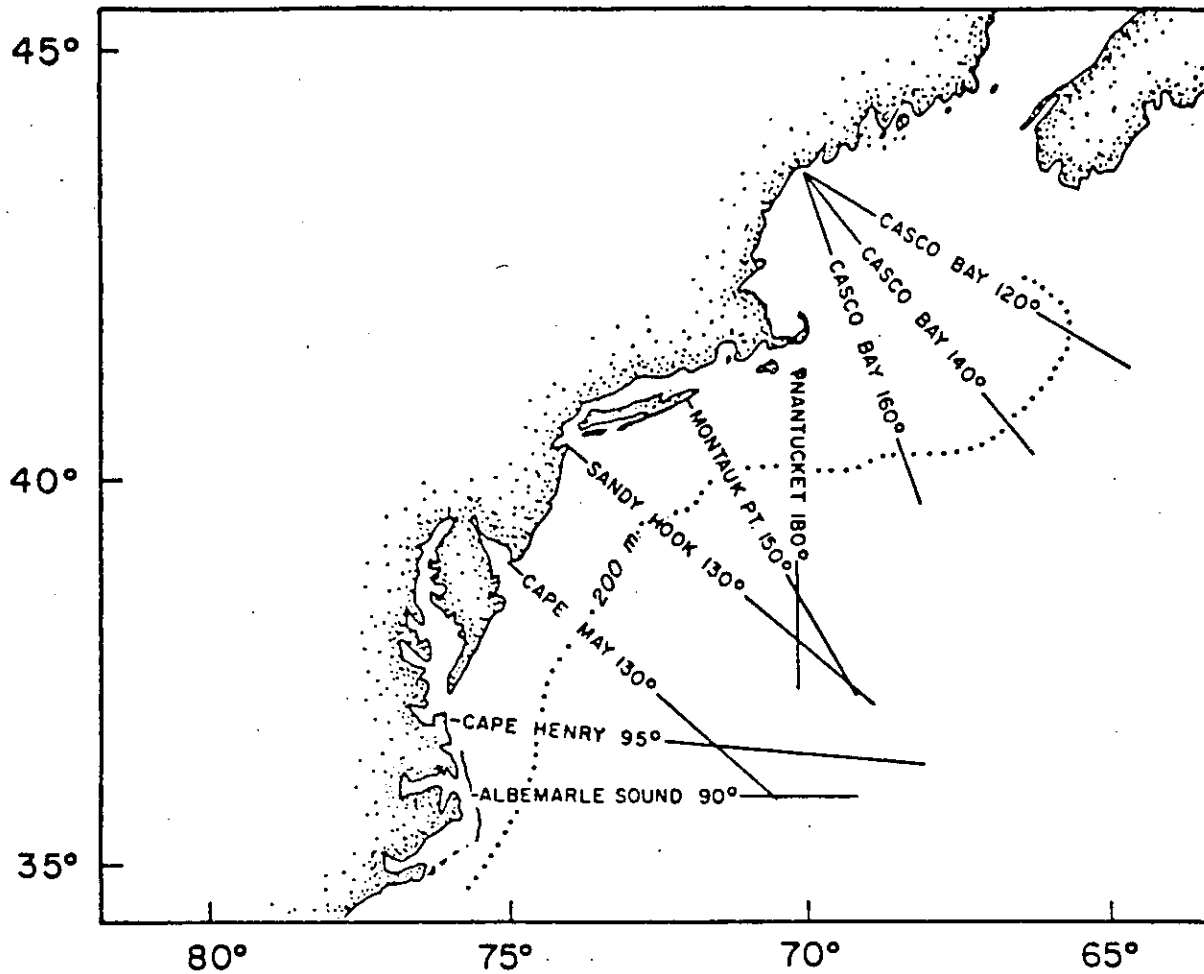 45°
CASCO BAY 120°
CASCO BAY 140°
CASCO BAY 160°
NANTUCKET 180°
MONTAUK PT. 150°
40°
SANDY HOOK 130°
200 m
CAPE MAY 130°
CAPE HENRY 95°
ALBEMARLE SOUND 90°
35°
80°
75°
70°
65°